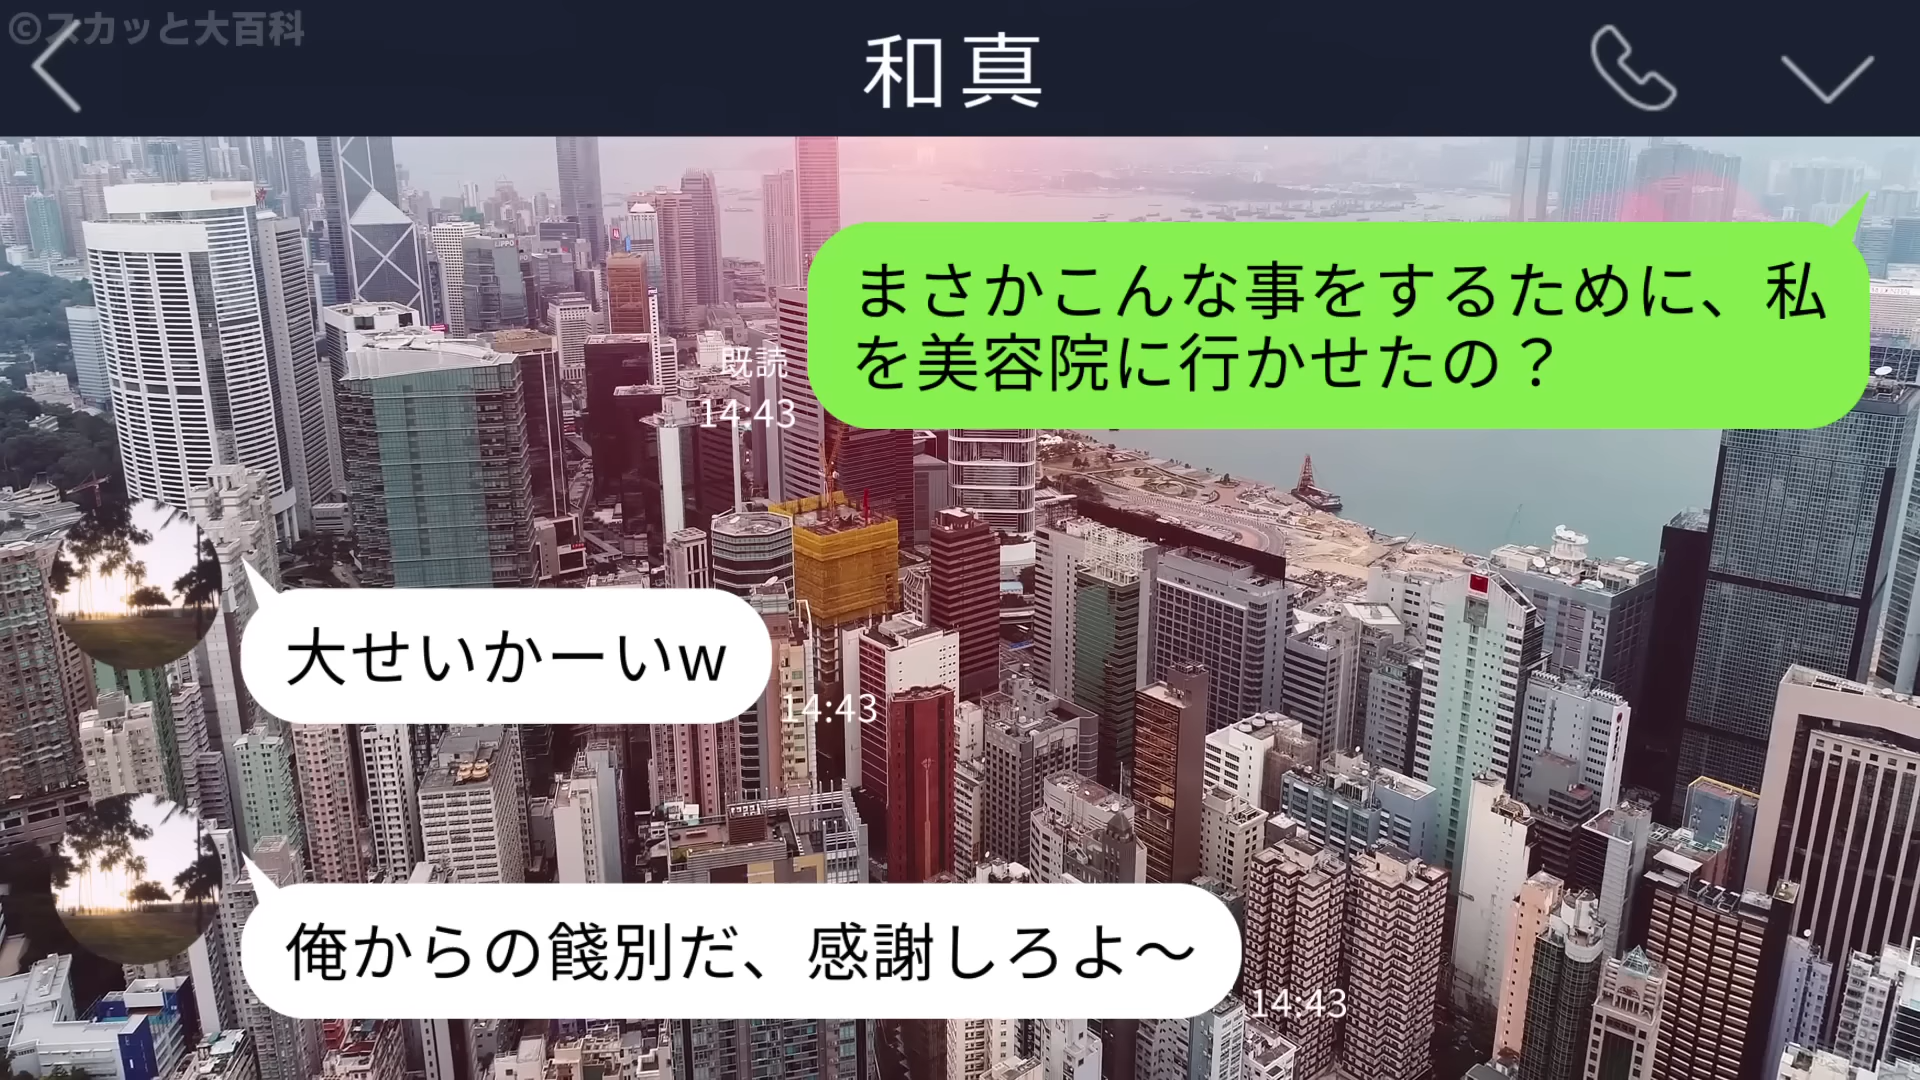 ©スカッと大百科
和真
まさかこんな事をするために、私
を美容院に行かせたの？
既読
14:43
大せいかーいw
14:43
俺からの餞別だ、感謝しろよ～
14:43
LIPPO